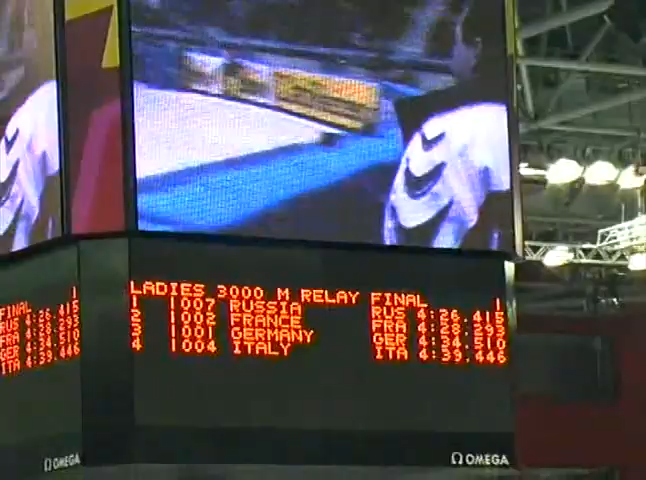 LADIES 3000 M RELAY FINAL 1
1 1007 RUSSIA RUS 4:26.415
2 1002 FRANCE FRA 4:28.293
3 1001 GERMANY GER 4:34.510
4 1004 ITALY ITA 4:39.446
Ω OMEGA
FINAL 1
RUS 4:26.415
FRA 4:28.293
GER 4:34.510
ITA 4:39.446
Ω OMEGA